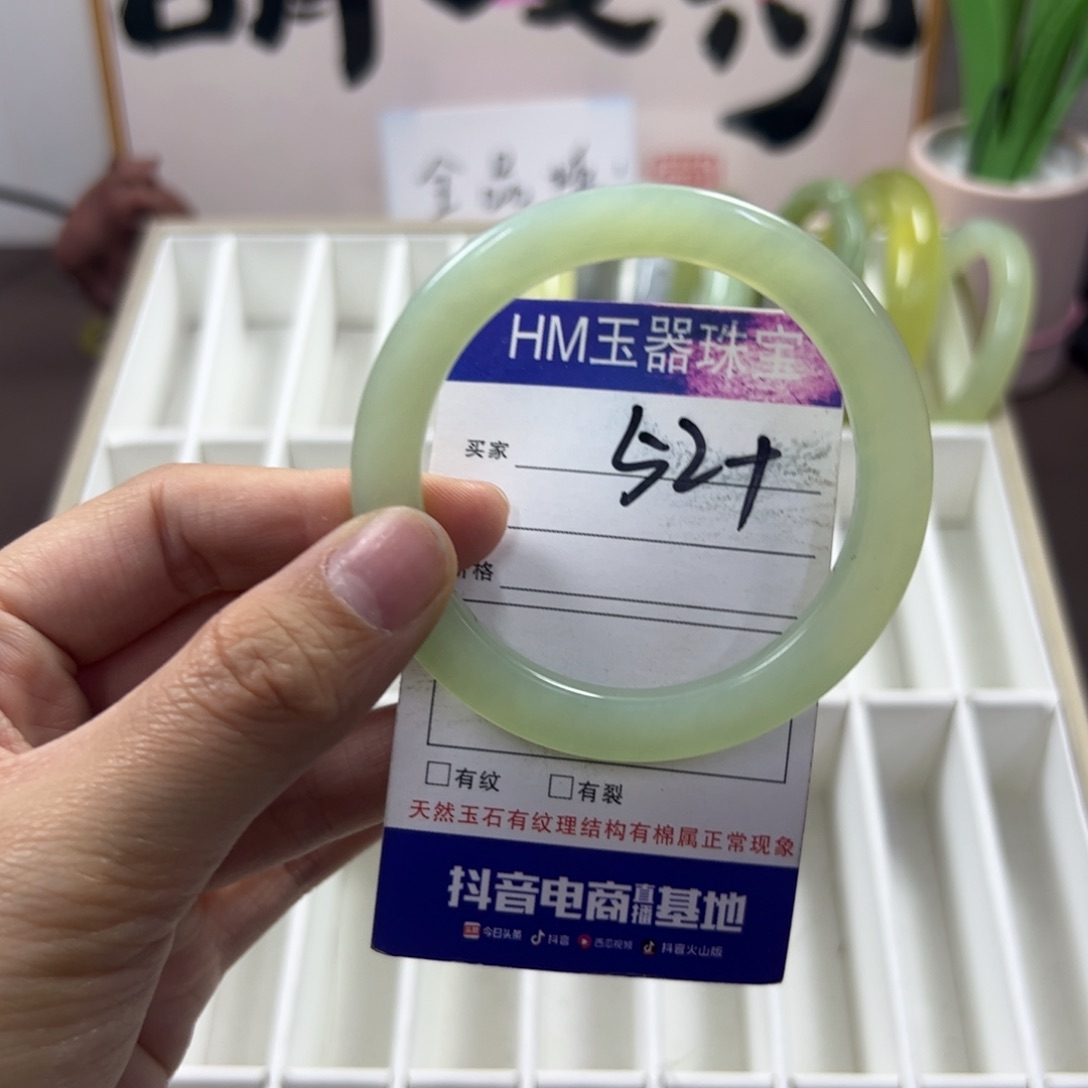 HM玉器珠宝
买家
52+
价格
□有纹 □有裂
天然玉石有纹理结构有棉属正常现象
抖音电商直播基地
今日头条 抖音 西瓜视频 抖音火山版